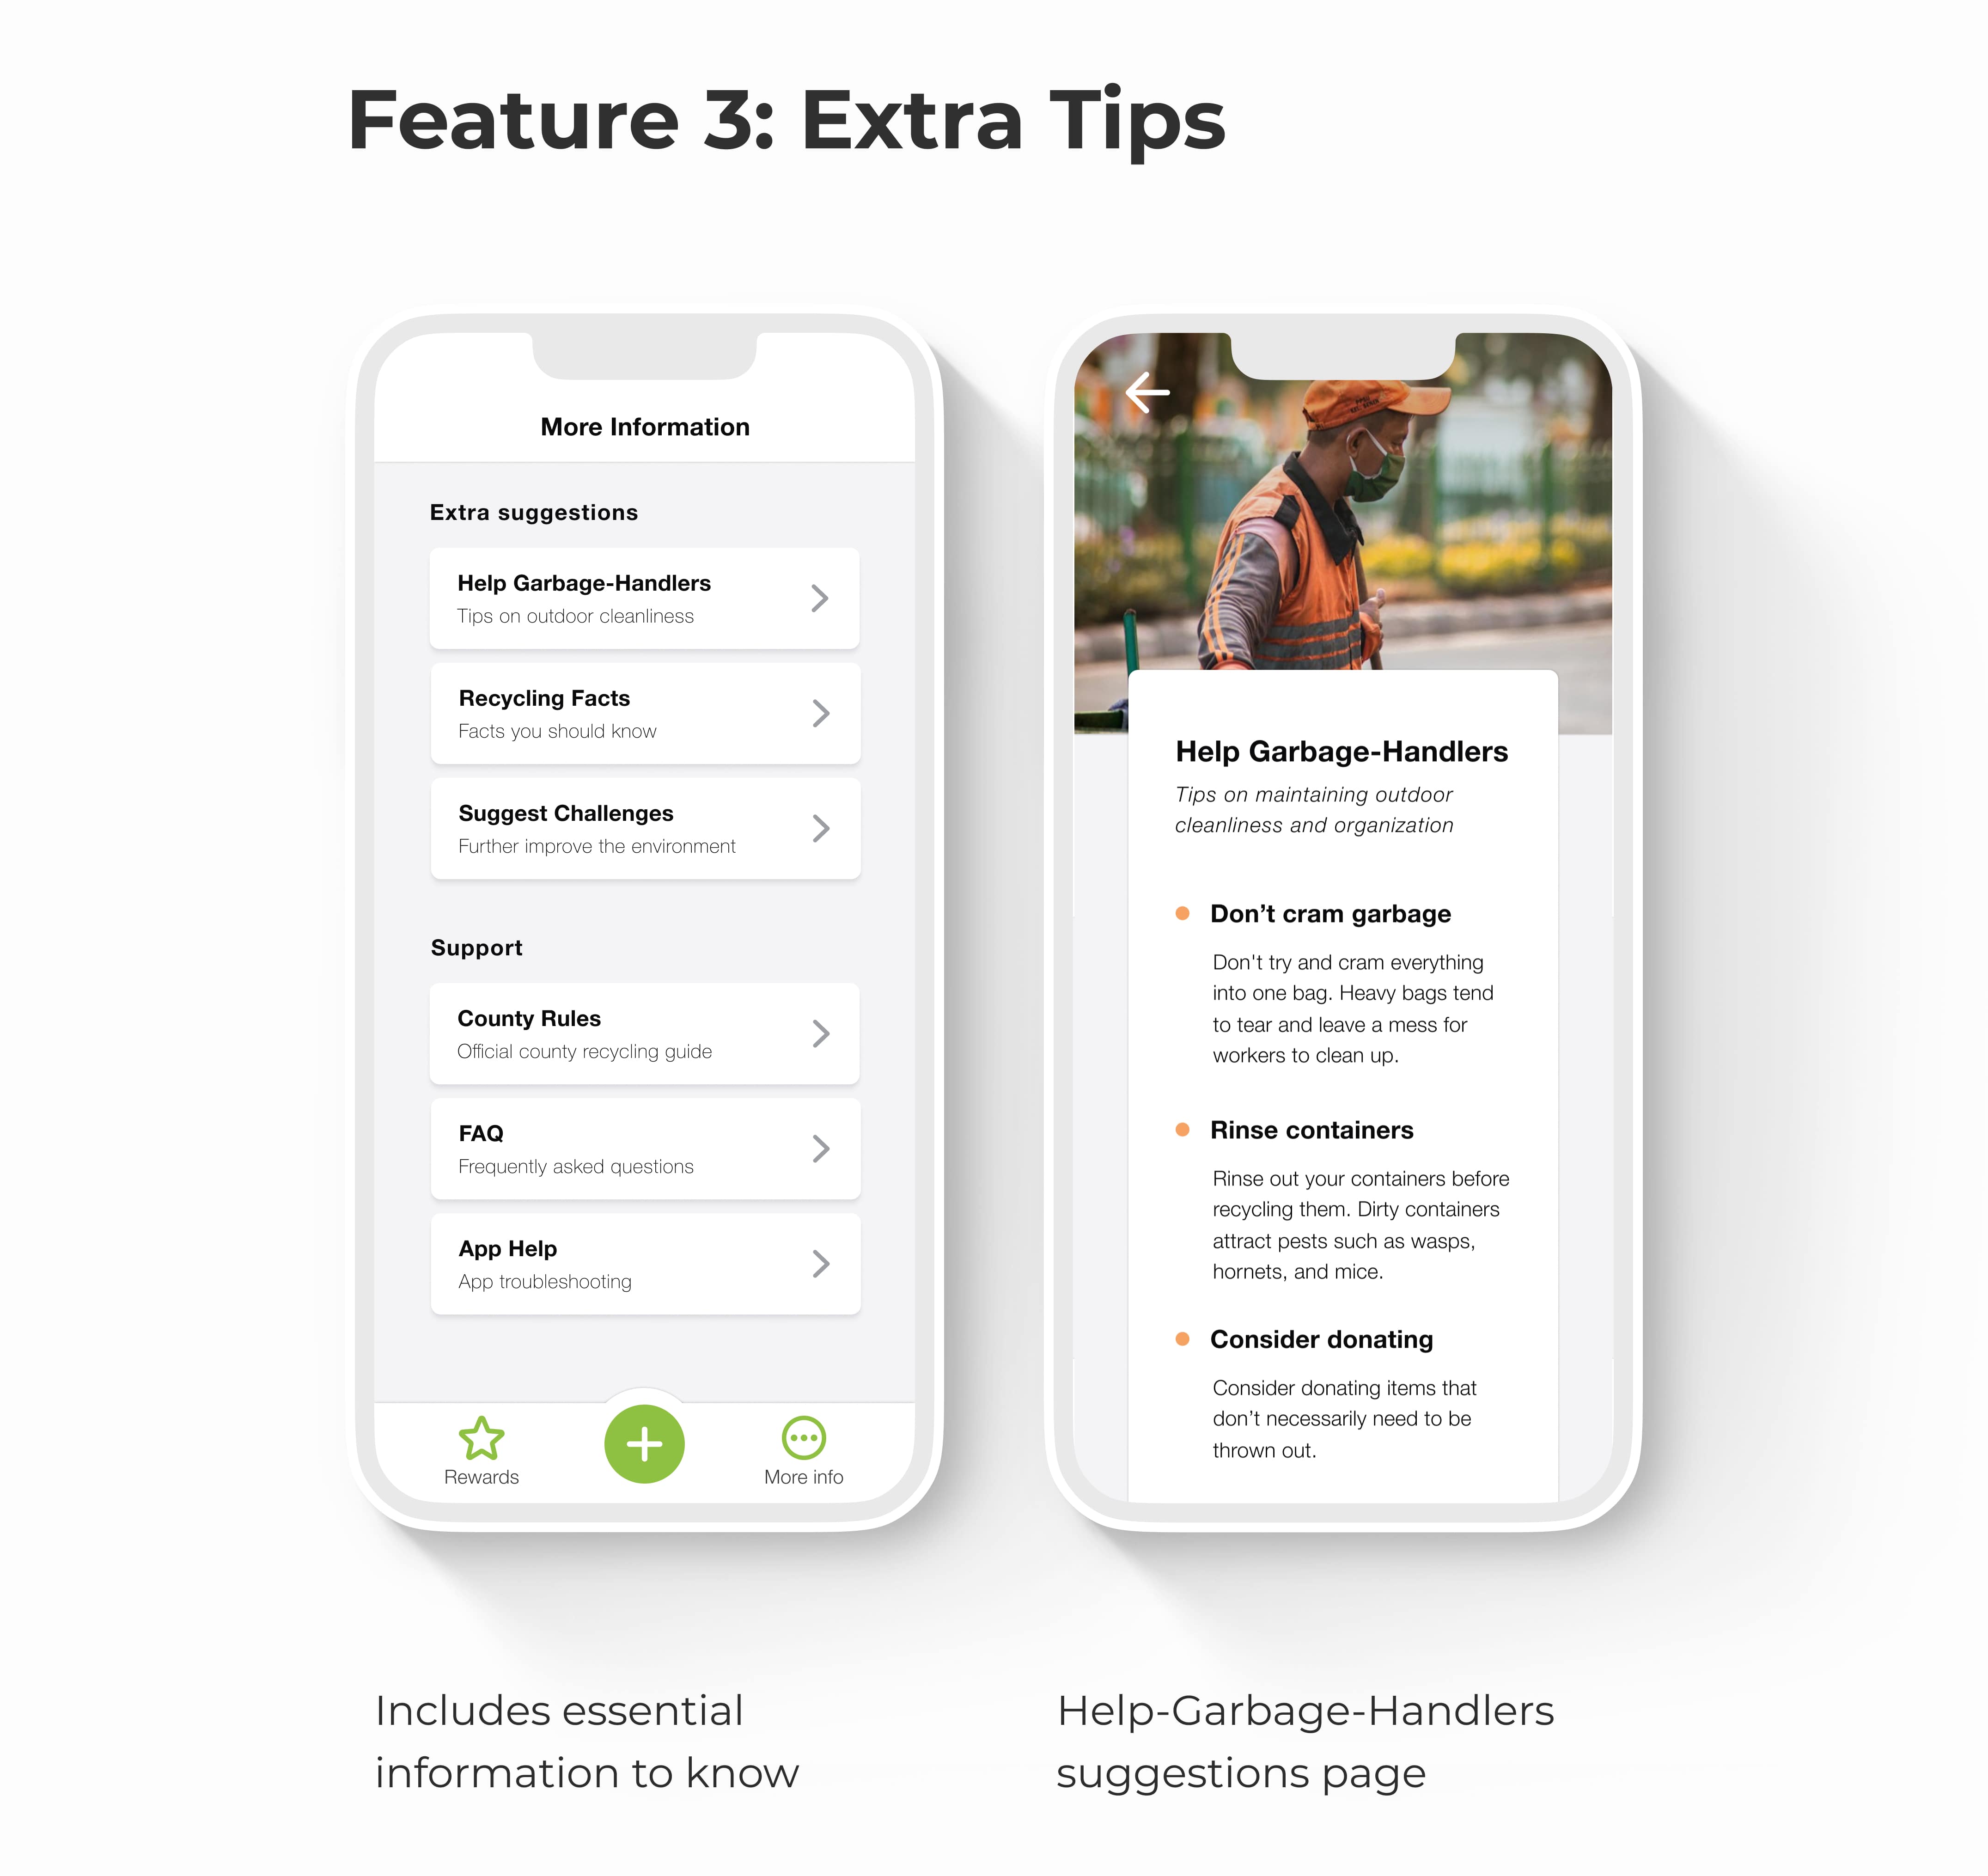 Feature 3: Extra Tips
More Information
Extra suggestions
Help Garbage-Handlers
Tips on outdoor cleanliness
Recycling Facts
Facts you should know
Suggest Challenges
Further improve the environment
Support
County Rules
Official county recycling guide
FAQ
Frequently asked questions
App Help
App troubleshooting
Rewards
More info
Includes essential
information to know
Help Garbage-Handlers
Tips on maintaining outdoor
cleanliness and organization
Don’t cram garbage
Don't try and cram everything
into one bag. Heavy bags tend
to tear and leave a mess for
workers to clean up.
Rinse containers
Rinse out your containers before
recycling them. Dirty containers
attract pests such as wasps,
hornets, and mice.
Consider donating
Consider donating items that
don’t necessarily need to be
thrown out.
Help-Garbage-Handlers
suggestions page